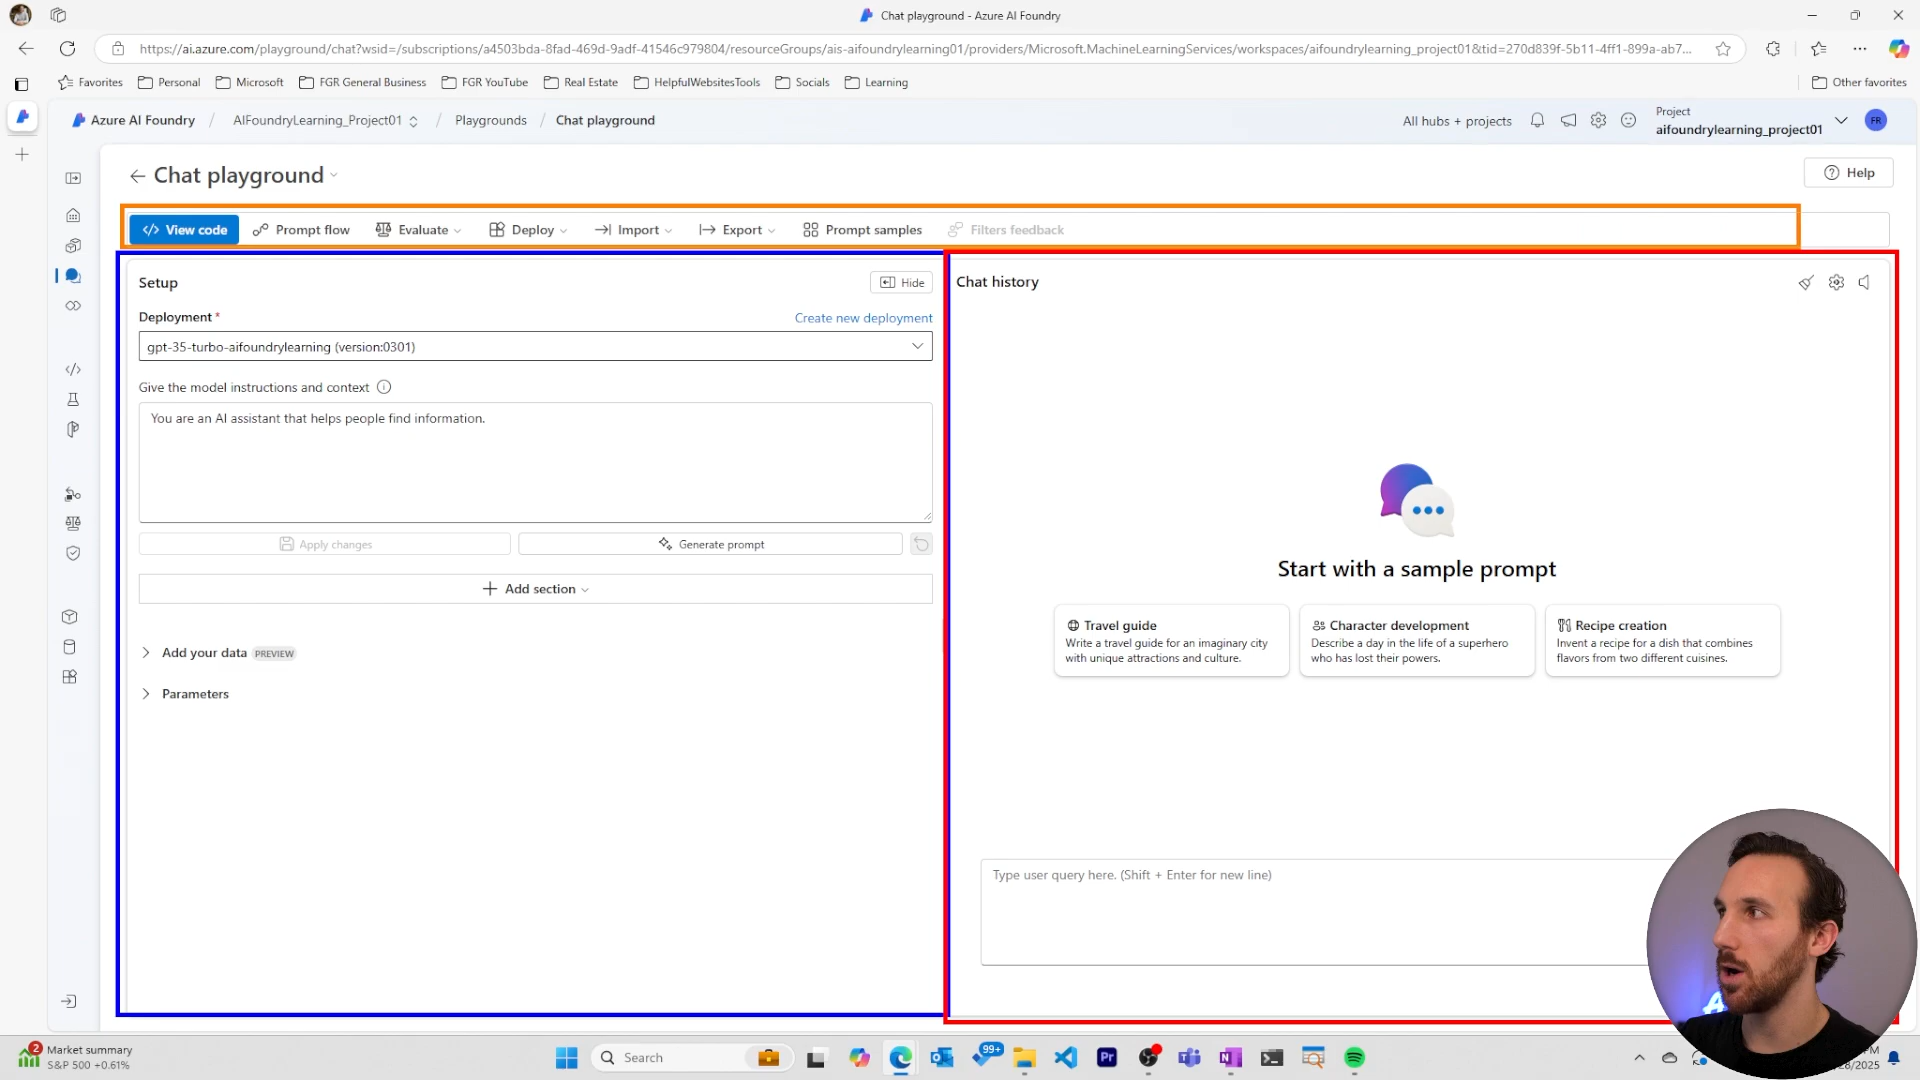 Chat playground - Azure AI Foundry
https://ai.azure.com/playground/chat?wsid=/subscriptions/a4503bda-8fad-469d-9adf-41546c979804/resourceGroups/ais-aifoundrylearning01/providers/Microsoft.MachineLearningServices/workspaces/aifoundrylearning_project01&tid=270d839f-5b11-4ff1-899a-ab7...
Favorites Personal Microsoft FGR General Business FGR YouTube Real Estate HelpfulWebsitesTools Socials Learning Other favorites
Azure AI Foundry / AIFoundryLearning_Project01 / Playgrounds / Chat playground
All hubs + projects
Project
aifoundrylearning_project01
FR
Chat playground
Help
View code Prompt flow Evaluate Deploy Import Export Prompt samples Filters feedback
Setup
Hide
Deployment *
Create new deployment
gpt-35-turbo-aifoundrylearning (version:0301)
Give the model instructions and context
You are an AI assistant that helps people find information.
Apply changes
Generate prompt
Add section
Add your data PREVIEW
Parameters
Chat history
Start with a sample prompt
Travel guide
Write a travel guide for an imaginary city
with unique attractions and culture.
Character development
Describe a day in the life of a superhero
who has lost their powers.
Recipe creation
Invent a recipe for a dish that combines
flavors from two different cuisines.
Type user query here. (Shift + Enter for new line)
2
Market summary
S&P 500 +0.61%
Search
99+
Pr
PM
/2025